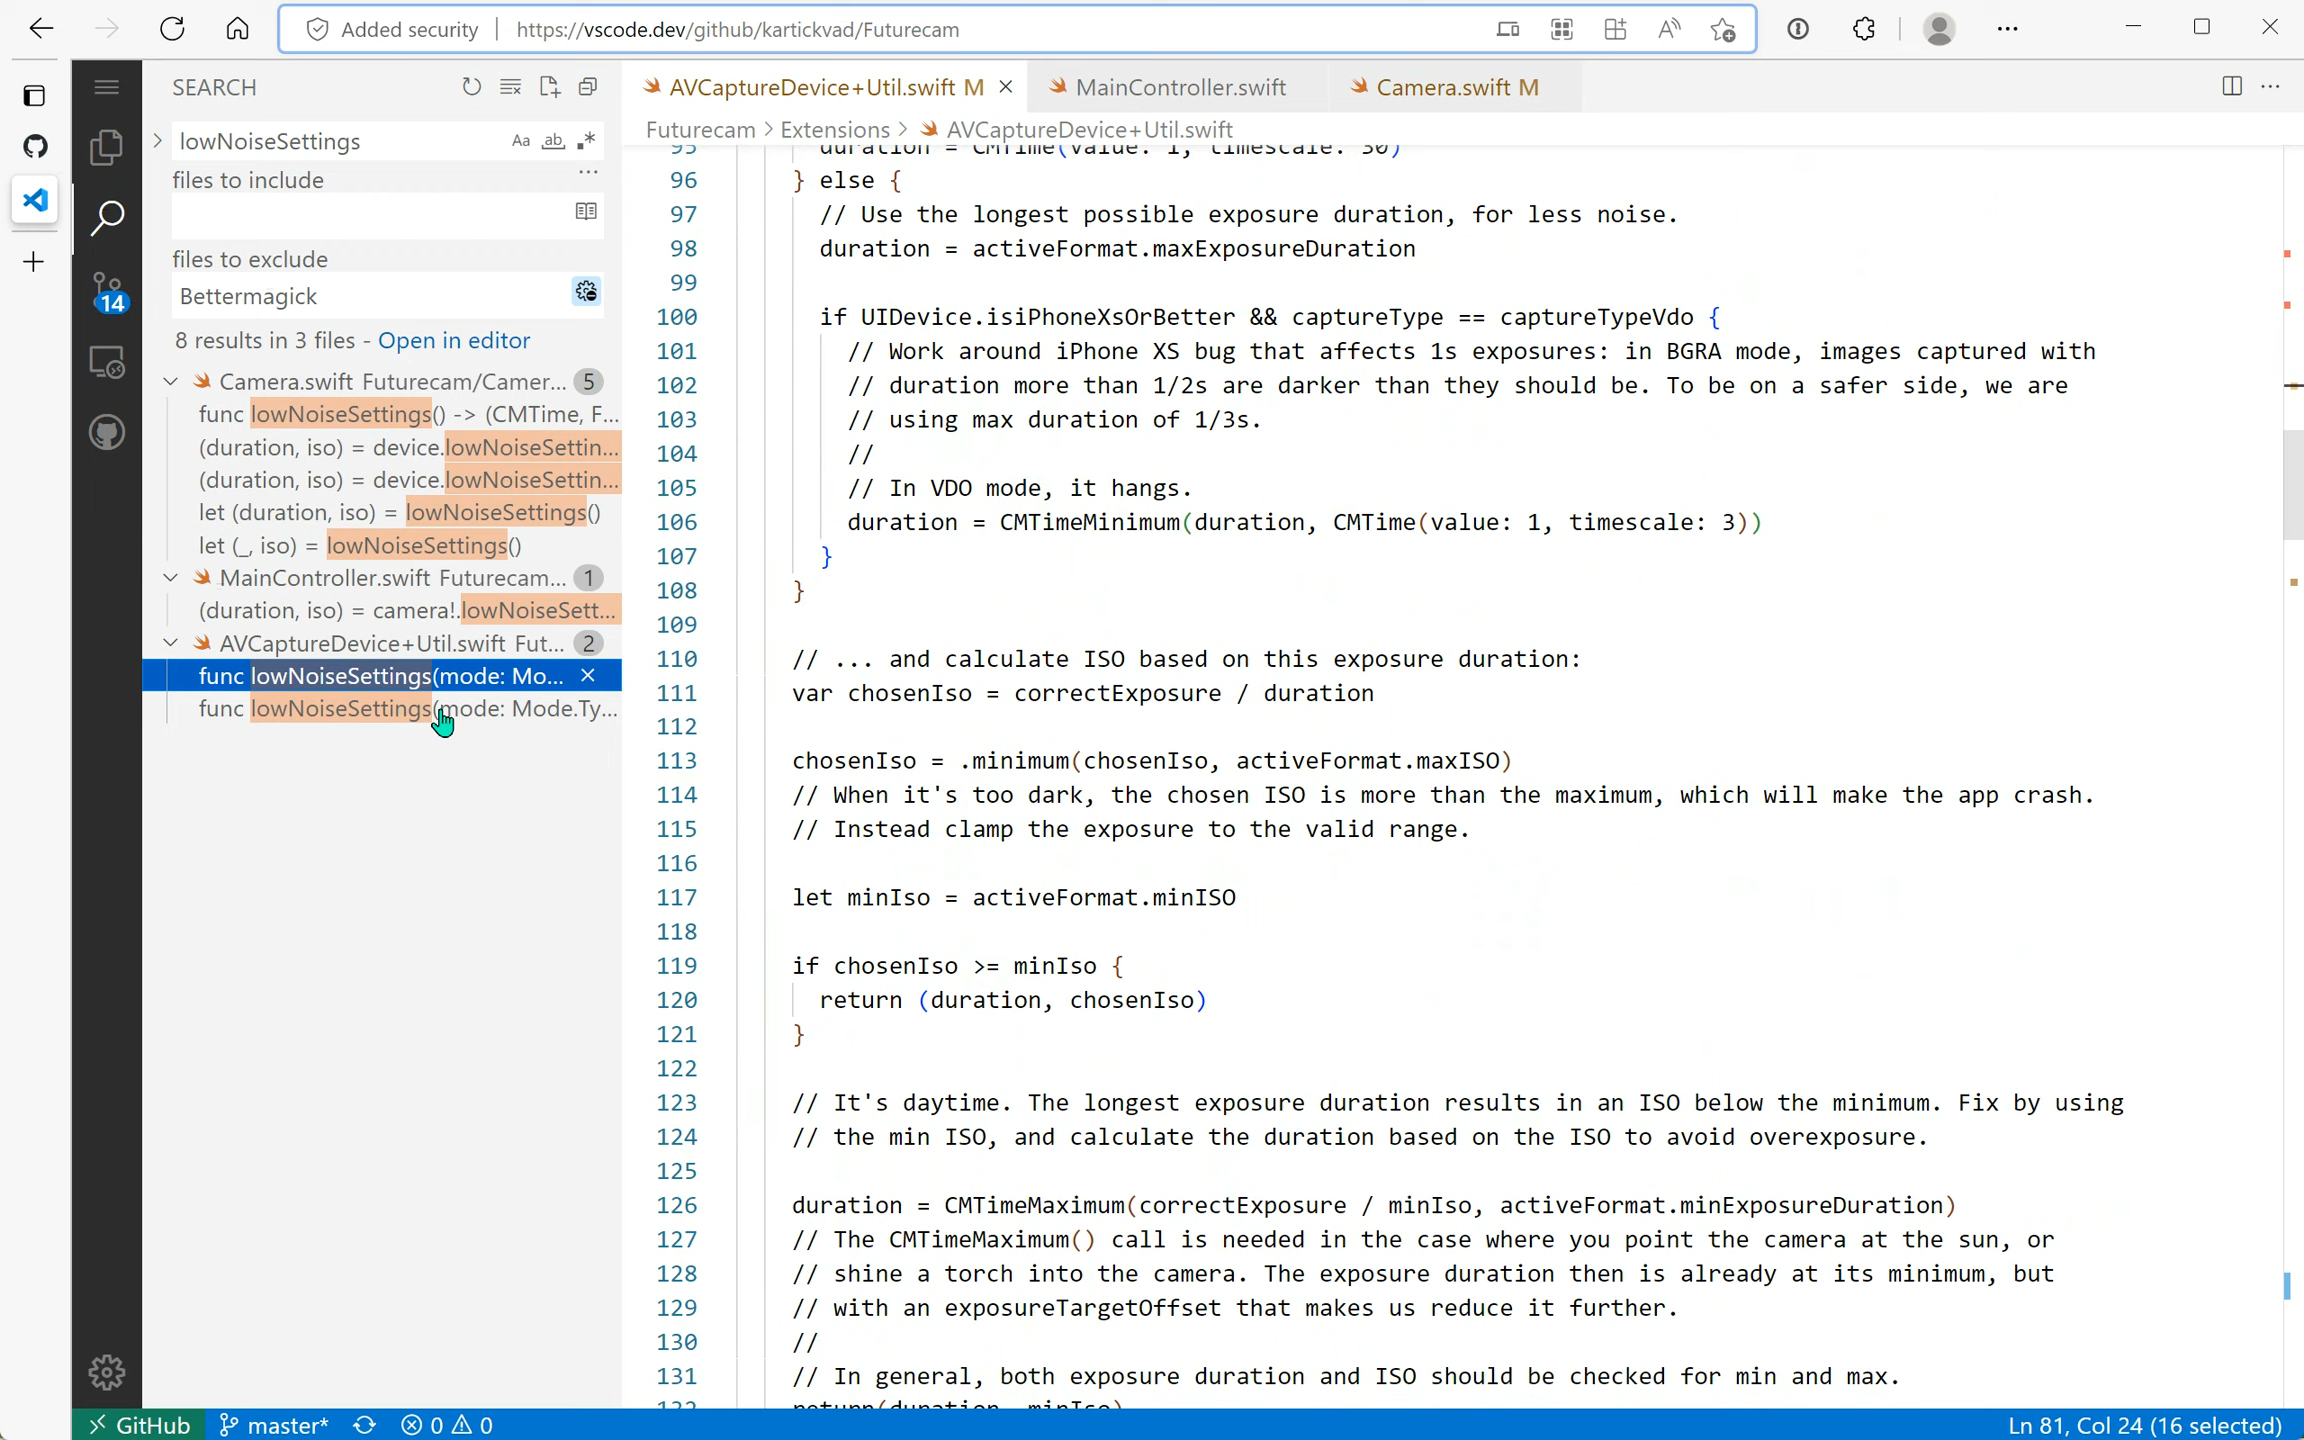 Added security https://vscode.dev/github/kartickvad/Futurecam
SEARCH
lowNoiseSettings
Aa ab .*
files to include
files to exclude
Bettermagick
8 results in 3 files - Open in editor
Camera.swift Futurecam/Camer... 5
func lowNoiseSettings() -> (CMTime, F...
(duration, iso) = device.lowNoiseSettin...
(duration, iso) = device.lowNoiseSettin...
let (duration, iso) = lowNoiseSettings()
let (_, iso) = lowNoiseSettings()
MainController.swift Futurecam... 1
(duration, iso) = camera!.lowNoiseSett...
AVCaptureDevice+Util.swift Fut... 2
func lowNoiseSettings(mode: Mo...
func lowNoiseSettings(mode: Mode.Ty...
14
AVCaptureDevice+Util.swift M
MainController.swift
Camera.swift M
Futurecam > Extensions > AVCaptureDevice+Util.swift
95 duration = CMTime(value: 1, timescale: 30)
96 } else {
97 // Use the longest possible exposure duration, for less noise.
98 duration = activeFormat.maxExposureDuration
99
100 if UIDevice.isiPhoneXsOrBetter && captureType == captureTypeVdo {
101 // Work around iPhone XS bug that affects 1s exposures: in BGRA mode, images captured with
102 // duration more than 1/2s are darker than they should be. To be on a safer side, we are
103 // using max duration of 1/3s.
104 //
105 // In VDO mode, it hangs.
106 duration = CMTimeMinimum(duration, CMTime(value: 1, timescale: 3))
107 }
108 }
109
110 // ... and calculate ISO based on this exposure duration:
111 var chosenIso = correctExposure / duration
112
113 chosenIso = .minimum(chosenIso, activeFormat.maxISO)
114 // When it's too dark, the chosen ISO is more than the maximum, which will make the app crash.
115 // Instead clamp the exposure to the valid range.
116
117 let minIso = activeFormat.minISO
118
119 if chosenIso >= minIso {
120 return (duration, chosenIso)
121 }
122
123 // It's daytime. The longest exposure duration results in an ISO below the minimum. Fix by using
124 // the min ISO, and calculate the duration based on the ISO to avoid overexposure.
125
126 duration = CMTimeMaximum(correctExposure / minIso, activeFormat.minExposureDuration)
127 // The CMTimeMaximum() call is needed in the case where you point the camera at the sun, or
128 // shine a torch into the camera. The exposure duration then is already at its minimum, but
129 // with an exposureTargetOffset that makes us reduce it further.
130 //
131 // In general, both exposure duration and ISO should be checked for min and max.
132 return(duration, minIso)
GitHub master* 0 0
Ln 81, Col 24 (16 selected)